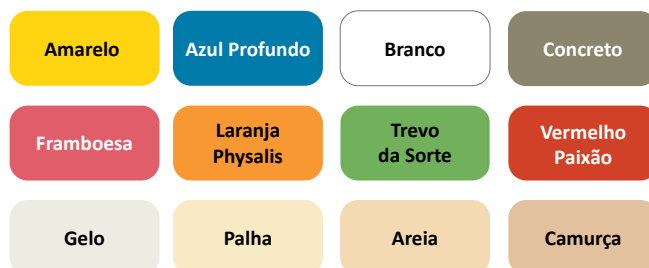 Amarelo
Azul Profundo
Branco
Concreto
Framboesa
Laranja
Physalis
Trevo
da Sorte
Vermelho
Paixão
Gelo
Palha
Areia
Camurça